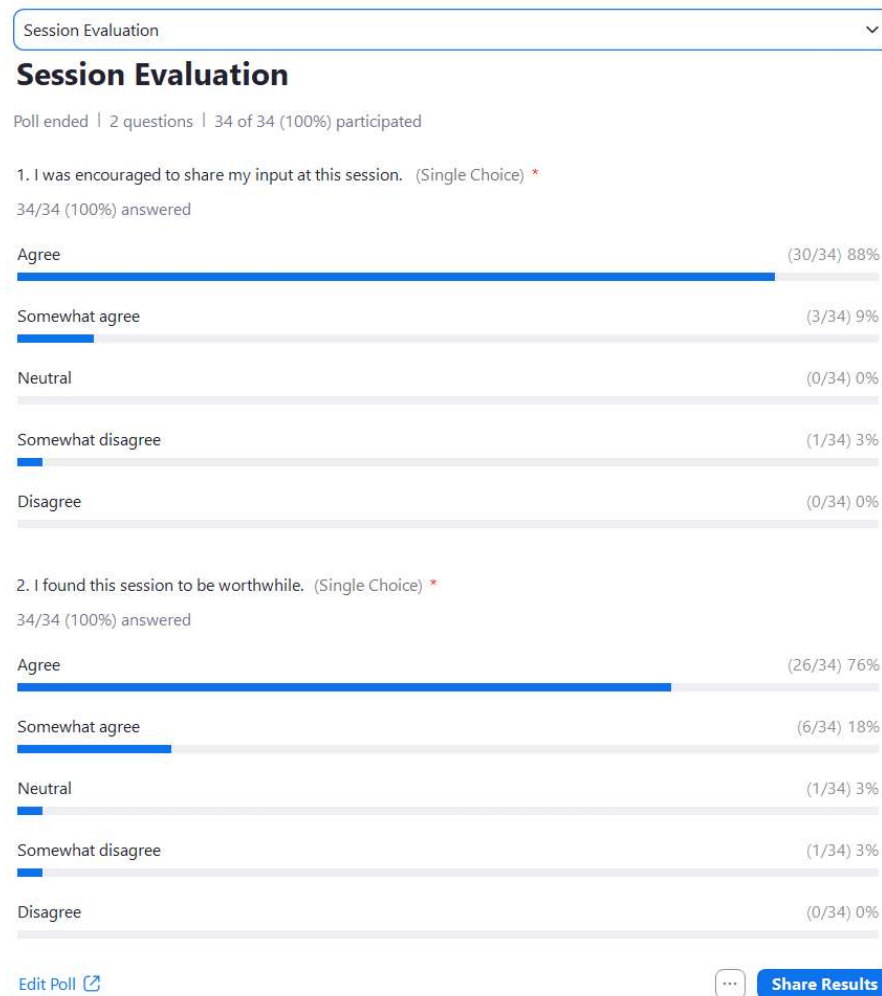 Session Evaluation
Session Evaluation
Poll ended | 2 questions | 34 of 34 (100%) participated
1. I was encouraged to share my input at this session. (Single Choice) *
34/34 (100%) answered
Agree (30/34) 88%
Somewhat agree (3/34) 9%
Neutral (0/34) 0%
Somewhat disagree (1/34) 3%
Disagree (0/34) 0%
2. I found this session to be worthwhile. (Single Choice) *
34/34 (100%) answered
Agree (26/34) 76%
Somewhat agree (6/34) 18%
Neutral (1/34) 3%
Somewhat disagree (1/34) 3%
Disagree (0/34) 0%
Edit Poll ... Share Results